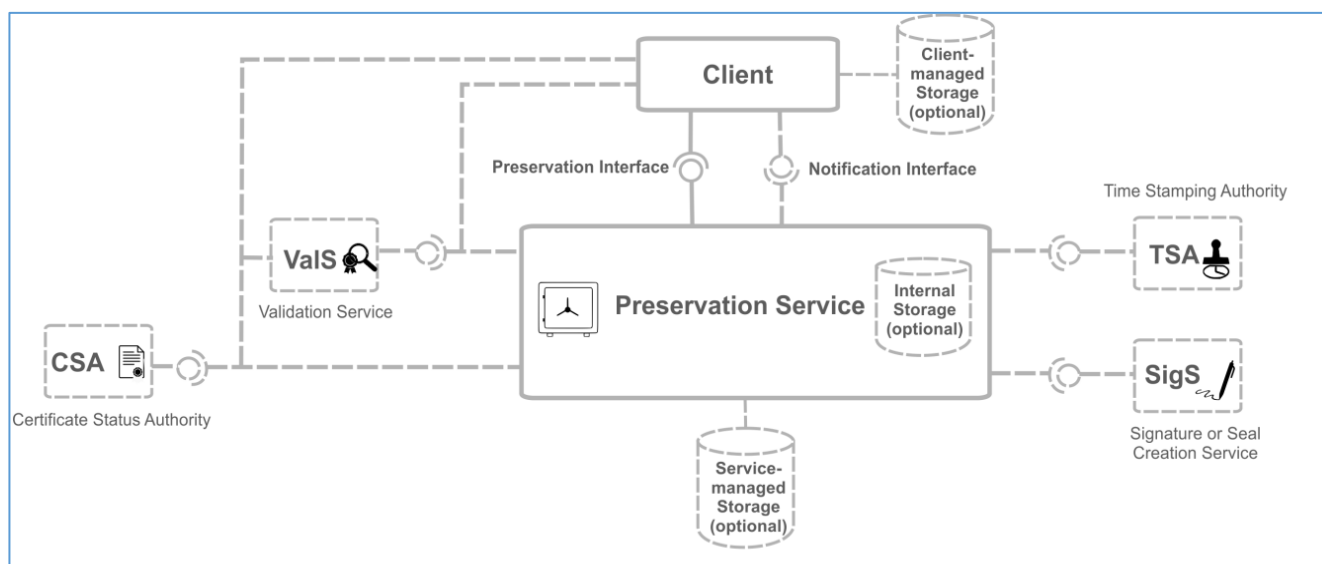 Client
Client-
managed
Storage
(optional)
Preservation Interface
Notification Interface
Time Stamping Authority
ValS
TSA
Validation Service
Preservation Service
Internal
Storage
(optional)
CSA
SigS
Certificate Status Authority
Signature or Seal
Creation Service
Service-
managed
Storage
(optional)